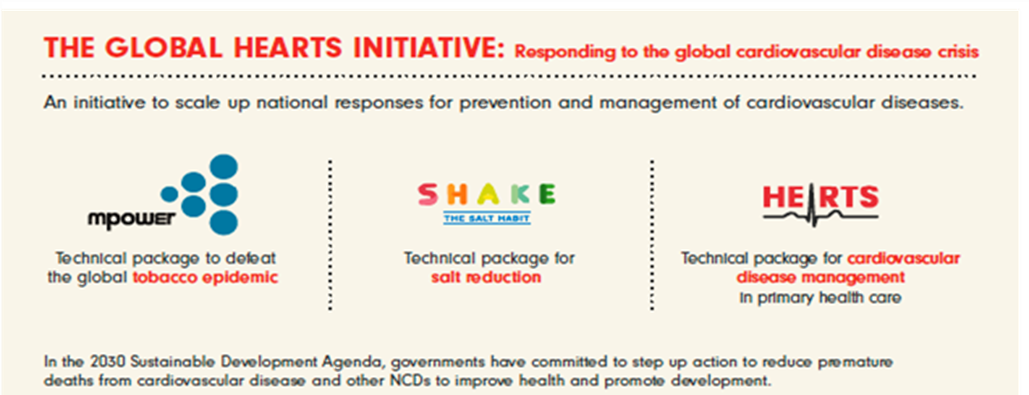 THE GLOBAL HEARTS INITIATIVE: Responding to the global cardiovascular disease crisis
An initiative to scale up national responses for prevention and management of cardiovascular diseases.
mpower
Technical package to defeat
the global tobacco epidemic
SHAKE
THE SALT HABIT
Technical package for
salt reduction
HEARTS
Technical package for cardiovascular
disease management
in primary health care
In the 2030 Sustainable Development Agenda, governments have committed to step up action to reduce premature
deaths from cardiovascular disease and other NCDs to improve health and promote development.